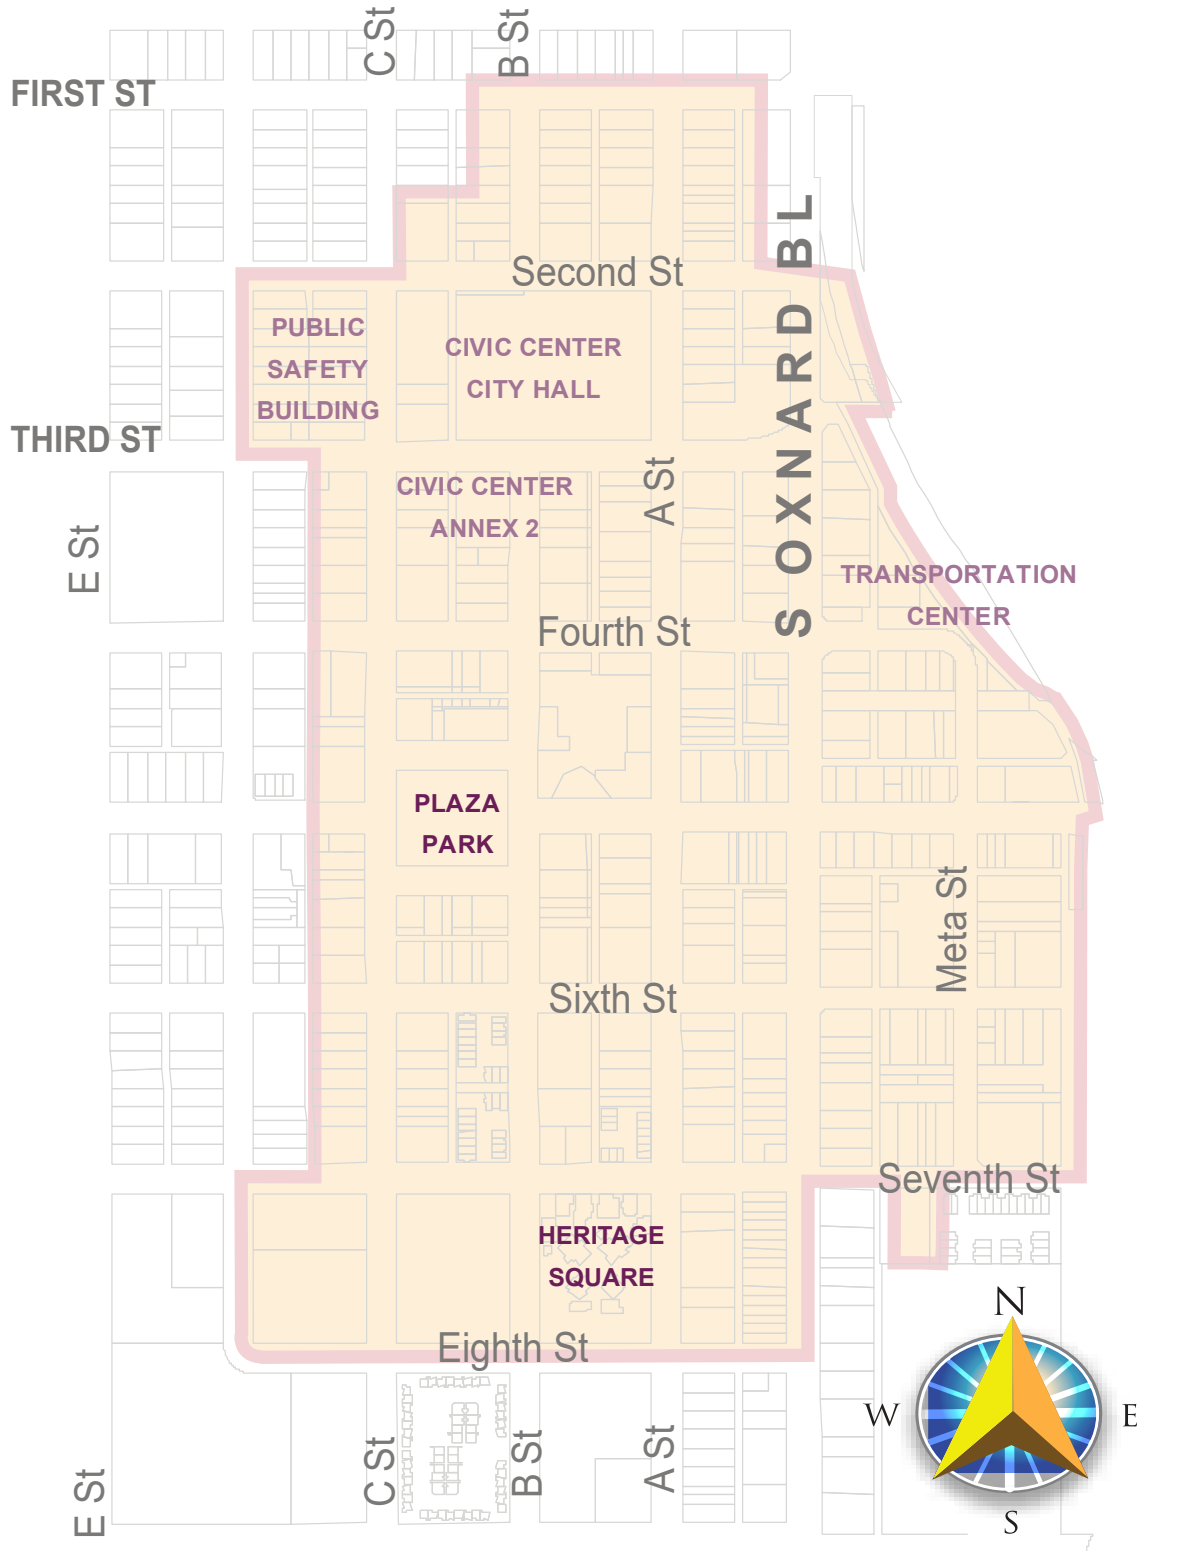 C St
B St
FIRST ST
S OXNARD BL
Second St
PUBLIC
SAFETY
BUILDING
CIVIC CENTER
CITY HALL
THIRD ST
E St
CIVIC CENTER
ANNEX 2
A St
TRANSPORTATION
CENTER
Fourth St
PLAZA
PARK
Meta St
Sixth St
Seventh St
HERITAGE
SQUARE
Eighth St
N
W
E
S
E St
C St
B St
A St